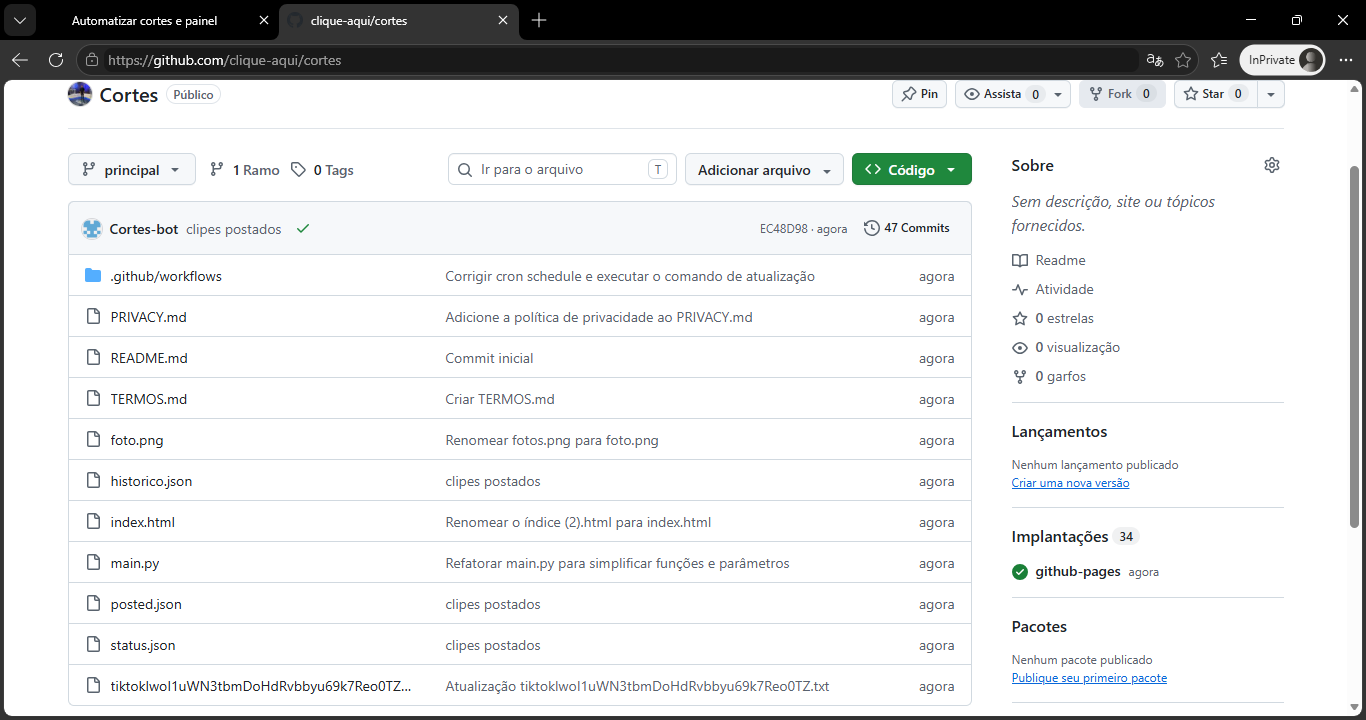 Automatizar cortes e painel
clique-aqui/cortes
https://github.com/clique-aqui/cortes
InPrivate
Cortes Público
Pin
Assista 0
Fork 0
Star 0
principal
1 Ramo
0 Tags
Ir para o arquivo T
Adicionar arquivo
Código
Cortes-bot clipes postados EC48D98 · agora 47 Commits
.github/workflows Corrigir cron schedule e executar o comando de atualização agora
PRIVACY.md Adicione a política de privacidade ao PRIVACY.md agora
README.md Commit inicial agora
TERMOS.md Criar TERMOS.md agora
foto.png Renomear fotos.png para foto.png agora
historico.json clipes postados agora
index.html Renomear o índice (2).html para index.html agora
main.py Refatorar main.py para simplificar funções e parâmetros agora
posted.json clipes postados agora
status.json clipes postados agora
tiktoklwol1uWN3tbmDoHdRvbbyu69k7Reo0TZ... Atualização tiktoklwol1uWN3tbmDoHdRvbbyu69k7Reo0TZ.txt agora
Sobre
Sem descrição, site ou tópicos
fornecidos.
Readme
Atividade
0 estrelas
0 visualização
0 garfos
Lançamentos
Nenhum lançamento publicado
Criar uma nova versão
Implantações 34
github-pages agora
Pacotes
Nenhum pacote publicado
Publique seu primeiro pacote